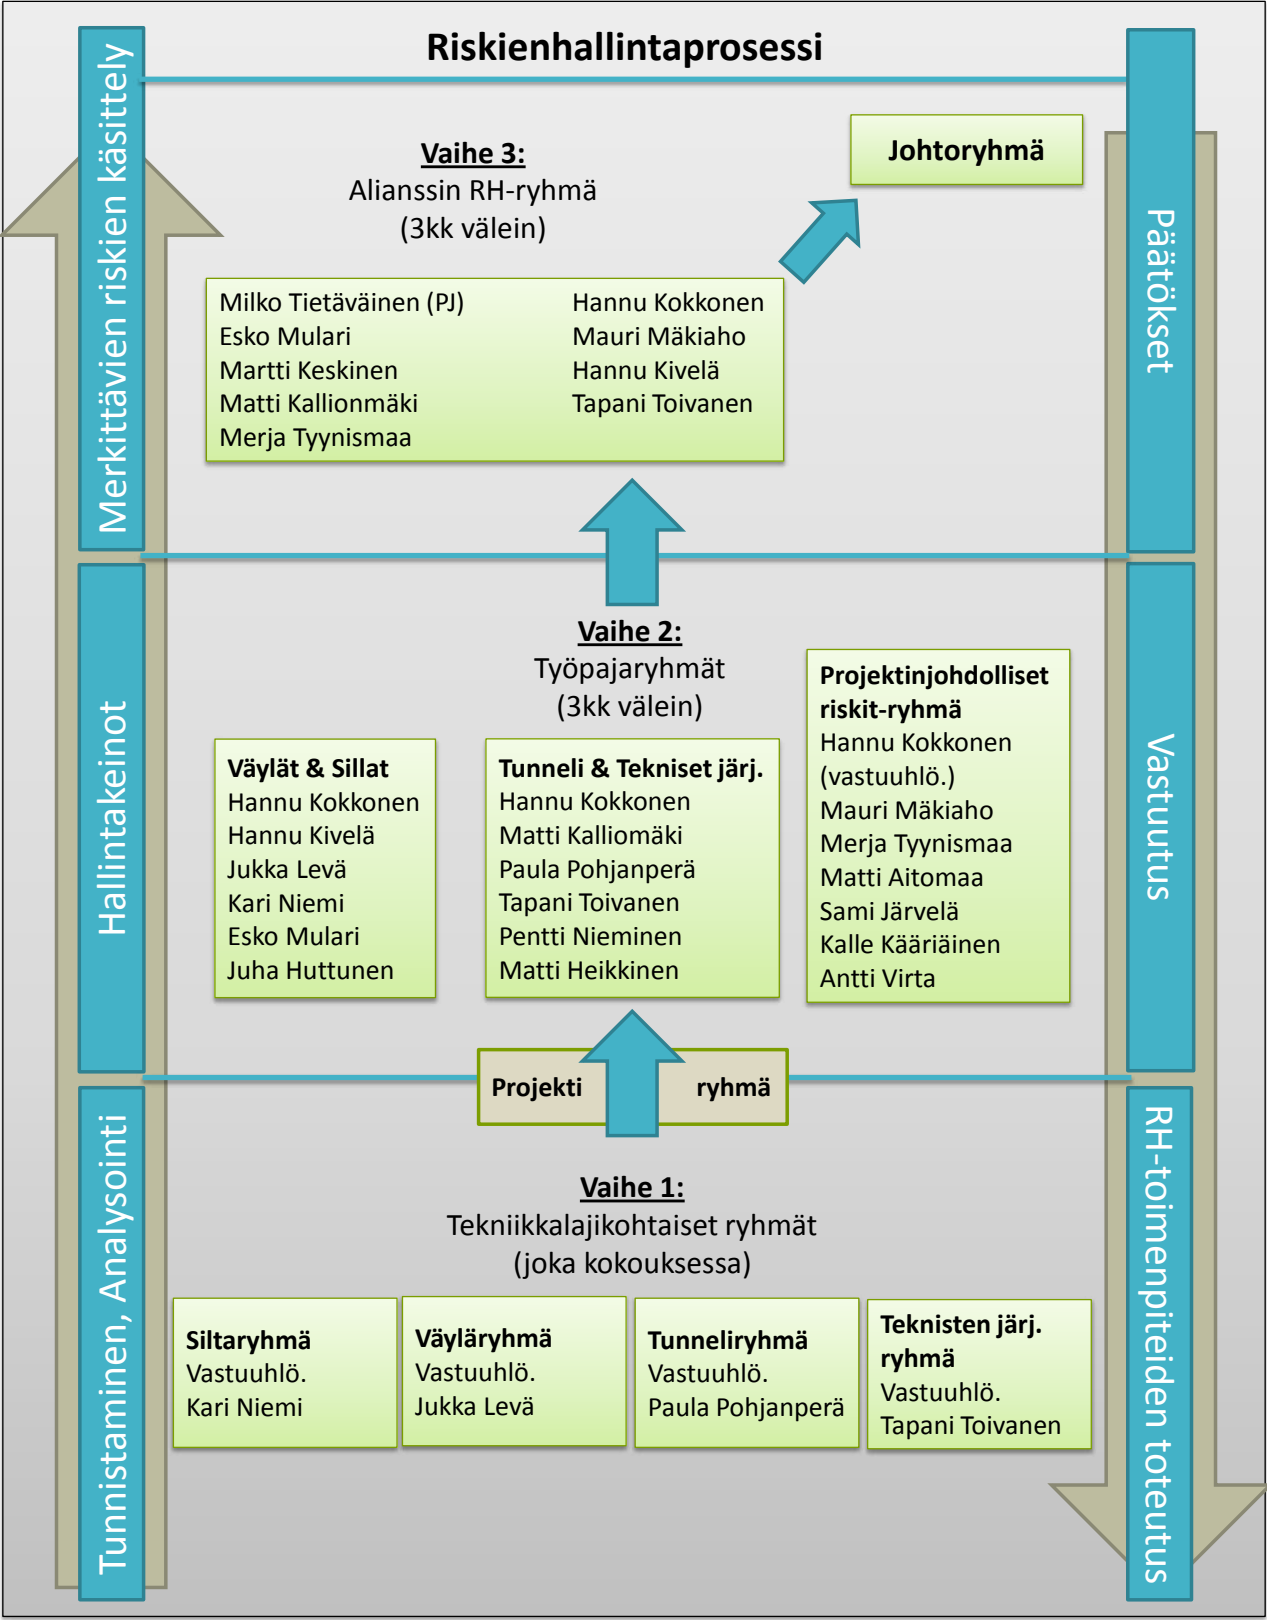 Riskienhallintaprosessi
Merkittävien riskien käsittely
Hallintakeinot
Tunnistaminen, Analysointi
Vaihe 3:
Alianssin RH-ryhmä
(3kk välein)
Johtoryhmä
Milko Tietäväinen (PJ)
Esko Mulari
Martti Keskinen
Matti Kallionmäki
Merja Tyynismaa
Hannu Kokkonen
Mauri Mäkiaho
Hannu Kivelä
Tapani Toivanen
Vaihe 2:
Työpajaryhmät
(3kk välein)
Väylät & Sillat
Hannu Kokkonen
Hannu Kivelä
Jukka Levä
Kari Niemi
Esko Mulari
Juha Huttunen
Tunneli & Tekniset järj.
Hannu Kokkonen
Matti Kalliomäki
Paula Pohjanperä
Tapani Toivanen
Pentti Nieminen
Matti Heikkinen
Projektinjohdolliset
riskit-ryhmä
Hannu Kokkonen
(vastuuhlö.)
Mauri Mäkiaho
Merja Tyynismaa
Matti Aitomaa
Sami Järvelä
Kalle Kääriäinen
Antti Virta
Projekti ryhmä
Vaihe 1:
Tekniikkalajikohtaiset ryhmät
(joka kokouksessa)
Siltaryhmä
Vastuuhlö.
Kari Niemi
Väyläryhmä
Vastuuhlö.
Jukka Levä
Tunneliryhmä
Vastuuhlö.
Paula Pohjanperä
Teknisten järj.
ryhmä
Vastuuhlö.
Tapani Toivanen
Päätökset
Vastuutus
RH-toimenpiteiden toteutus